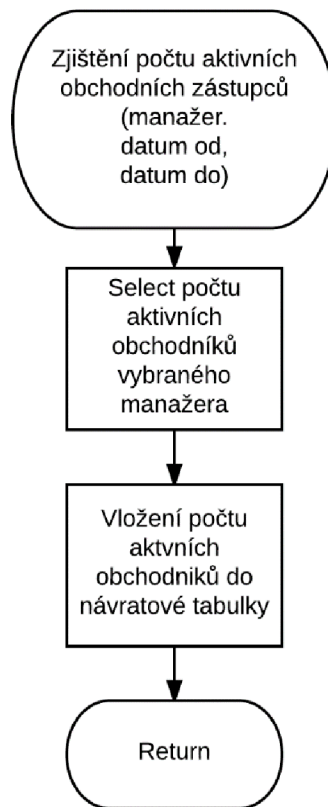 Zjištění počtu aktivních
obchodních zástupců
(manažer.
datum od,
datum do)
Select počtu
aktivních
obchodníků
vybraného
manažera
Vložení počtu
aktvních
obchodniků do
návratové tabulky
Return